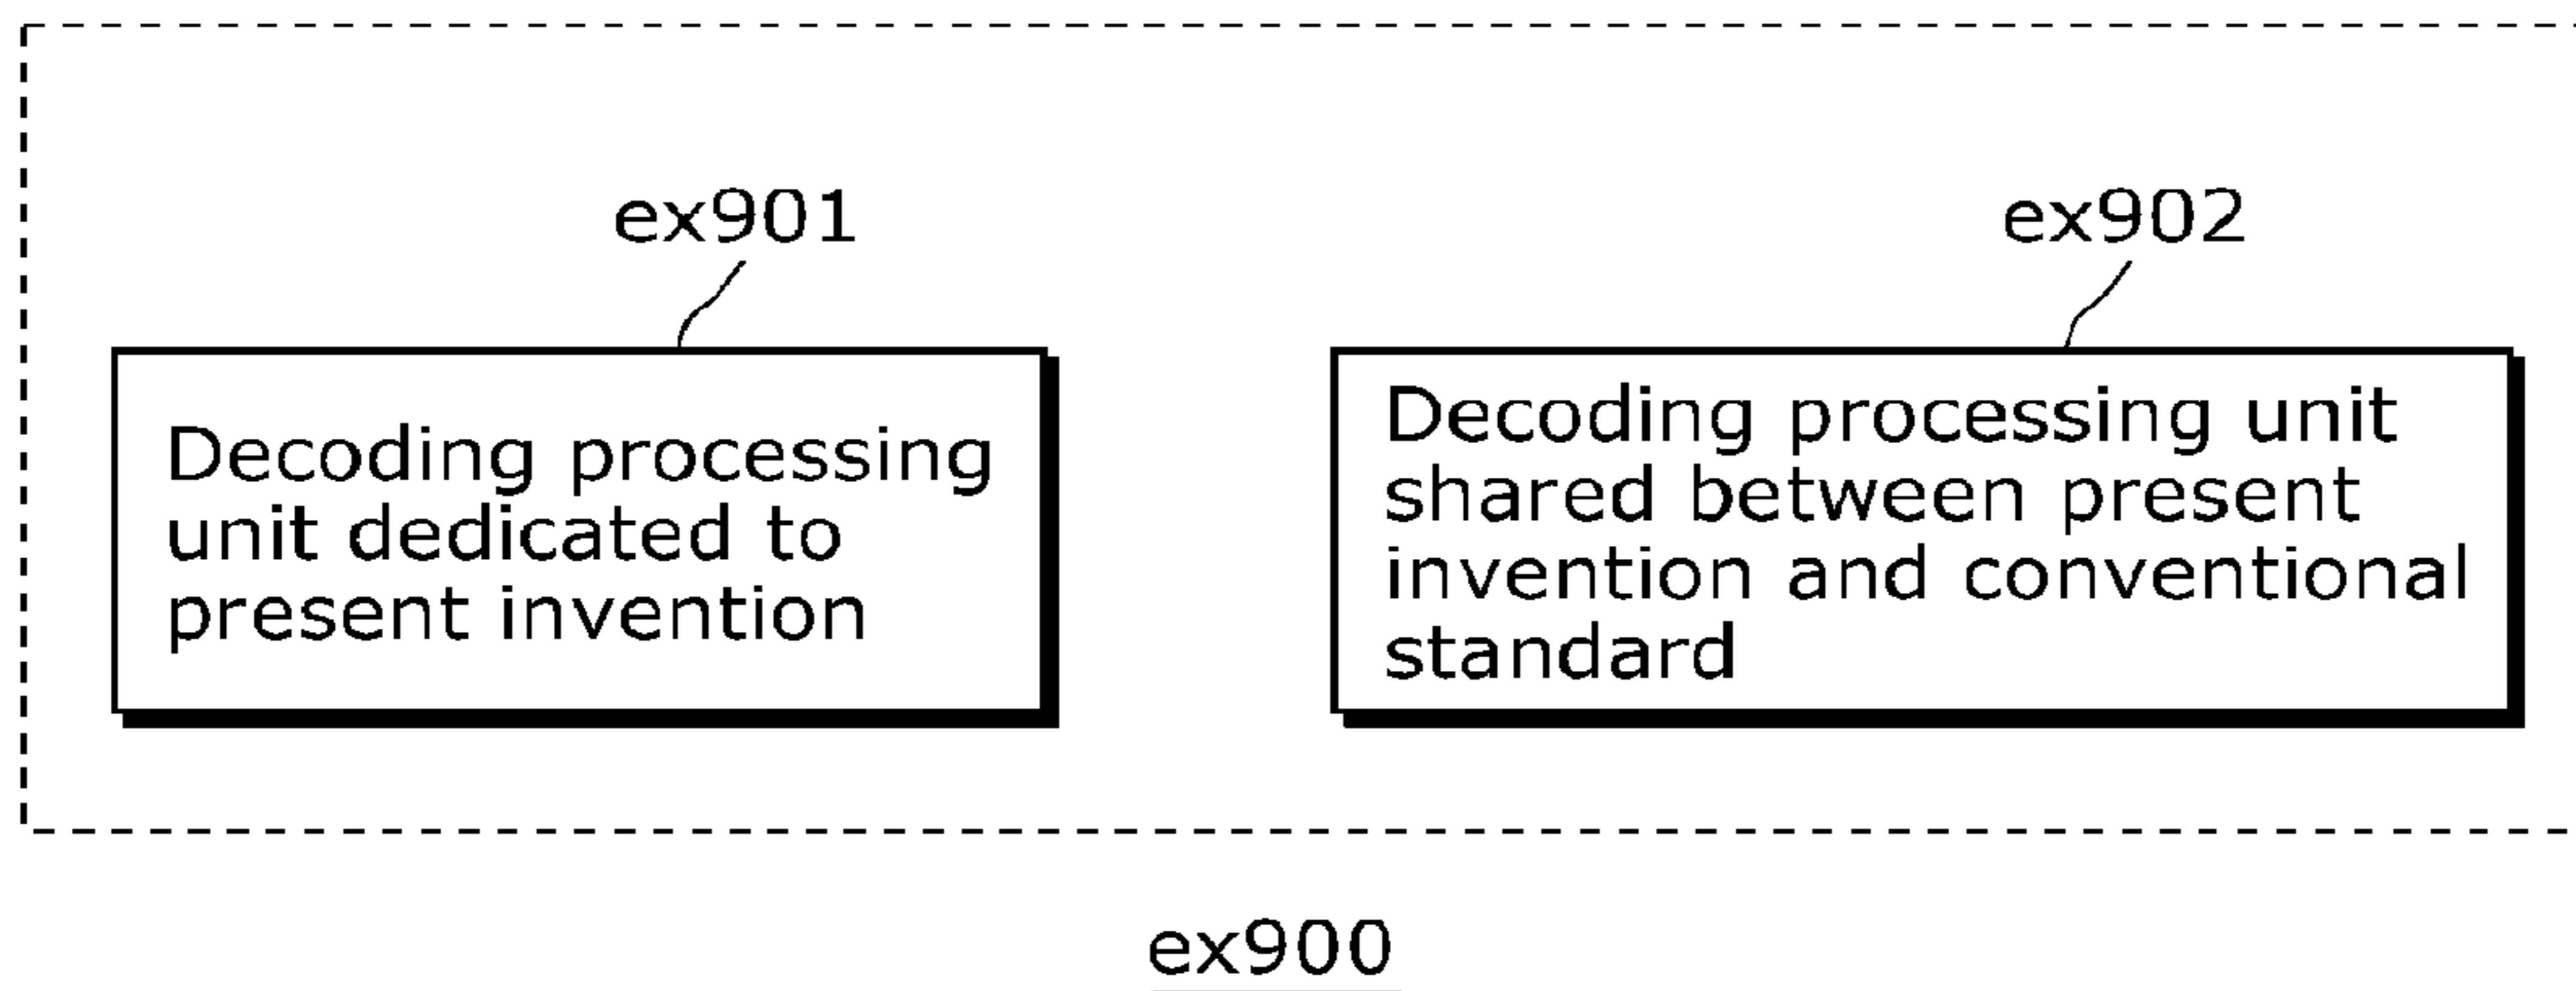 ex901
ex902
Decoding processing
unit dedicated to
present invention
Decoding processing unit
shared between present
invention and conventional
standard
ex900